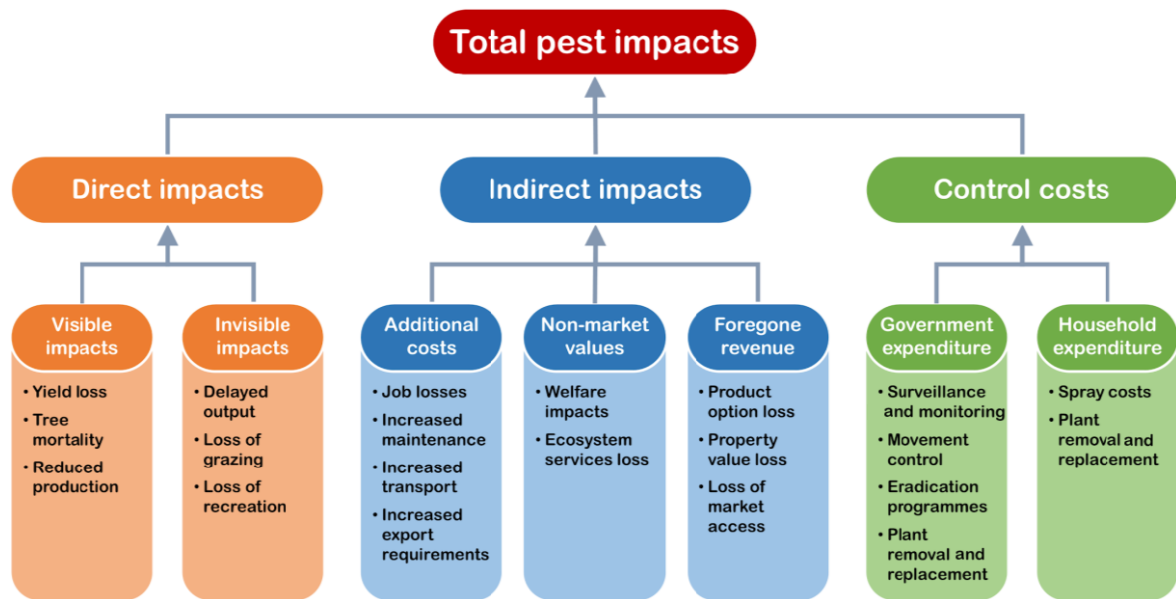 Total pest impacts
Direct impacts
Indirect impacts
Control costs
Visible
impacts
• Yield loss
• Tree
mortality
• Reduced
production
Invisible
impacts
• Delayed
output
• Loss of
grazing
• Loss of
recreation
Additional
costs
• Job losses
• Increased
maintenance
• Increased
transport
• Increased
export
requirements
Non-market
values
• Welfare
impacts
• Ecosystem
services loss
Foregone
revenue
• Product
option loss
• Property
value loss
• Loss of
market
access
Government
expenditure
• Surveillance
and monitoring
• Movement
control
• Eradication
programmes
• Plant
removal and
replacement
Household
expenditure
• Spray costs
• Plant
removal and
replacement